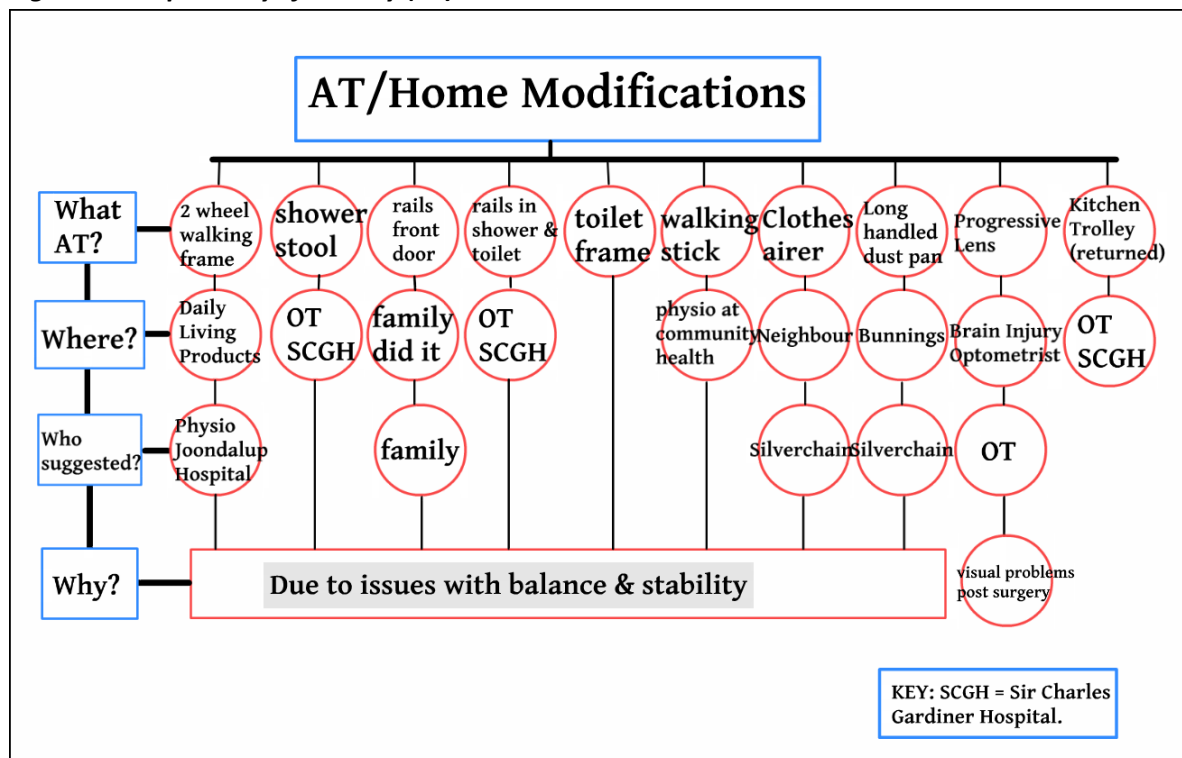 AT/Home Modifications
What
AT?
2 wheel
walking
frame
shower
stool
rails
front
door
rails in
shower &
toilet
toilet
frame
walking
stick
Clothes
airer
Long
handled
dust pan
Progressive
Lens
Kitchen
Trolley
(returned)
Where?
Daily
Living
Products
OT
SCGH
family
did it
OT
SCGH
physio at
community
health
Neighbour
Bunnings
Brain Injury
Optometrist
OT
SCGH
Who
suggested?
Physio
Joondalup
Hospital
family
Silverchain
Silverchain
OT
Why?
Due to issues with balance & stability
visual problems
post surgery
KEY: SCGH = Sir Charles
Gardiner Hospital.